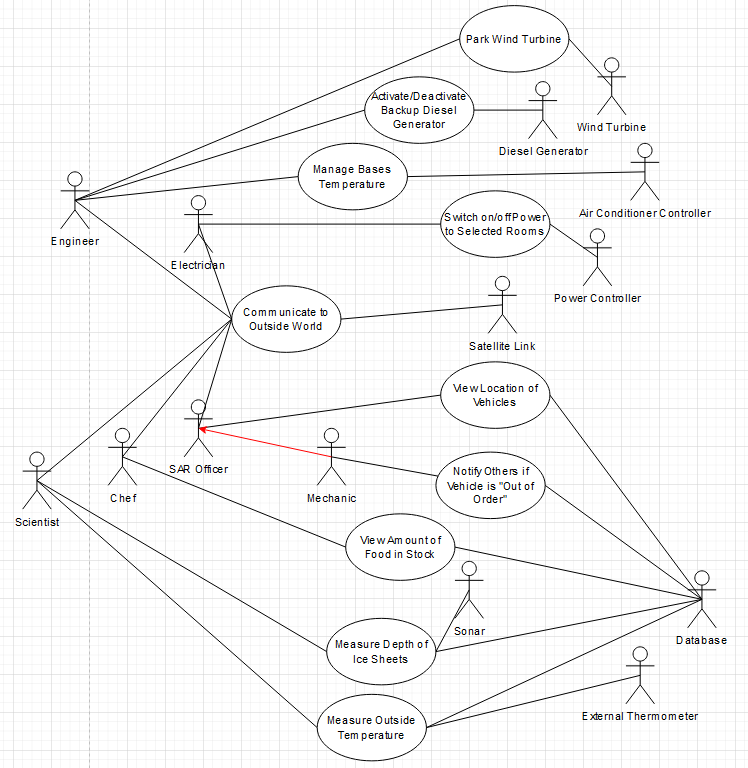 Park Wind Turbine
Activate/Deactivate
Backup Diesel
Generator
Wind Turbine
Diesel Generator
Manage Bases
Temperature
Air Conditioner Controller
Switch on/off Power
to Selected Rooms
Engineer
Electrician
Power Controller
Communicate to
Outside World
Satellite Link
View Location of
Vehicles
SAR Officer
Mechanic
Notify Others if
Vehicle is "Out of
Order"
Chef
Scientist
View Amount of
Food in Stock
Sonar
Database
Measure Depth of
Ice Sheets
External Thermometer
Measure Outside
Temperature